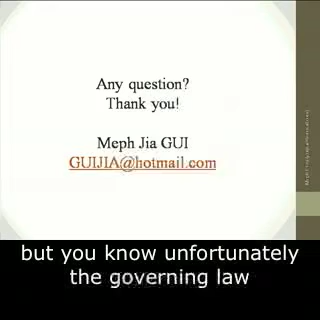 Any question?
Thank you!
Meph Jia GUI
GUIJIA@hotmail.com
but you know unfortunately
the governing law